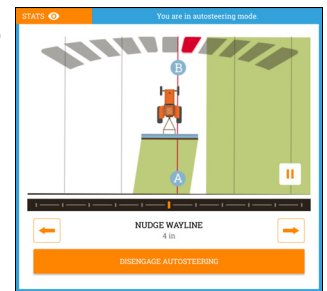 STATS
You are in autosteering mode.
B
A
NUDGE WAYLINE
4 in
DISENGAGE AUTOSTEERING